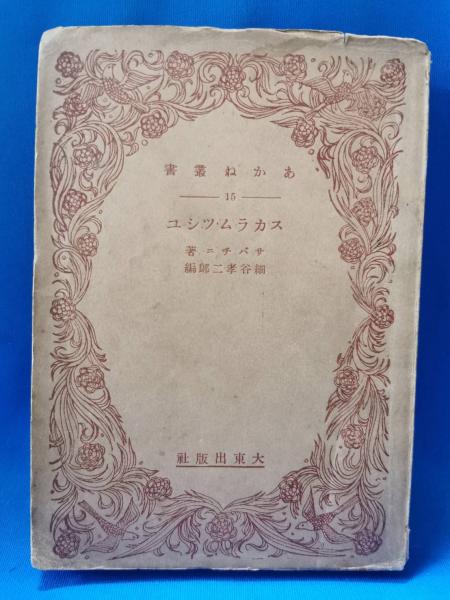 あかね叢書
15
スカラム・ツシユ
サバチニ著
細谷孝二郎編
大東出版社